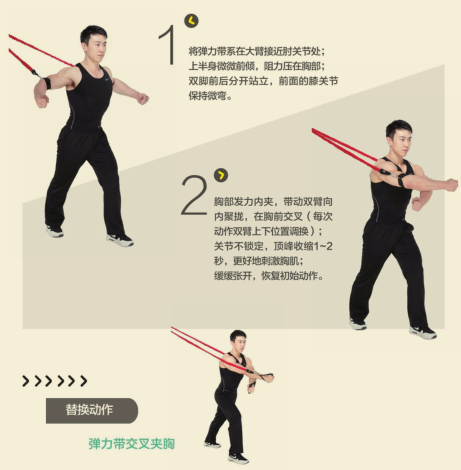 1
将弹力带系在大臂接近肘关节处；
上半身微微前倾，阻力压在胸部；
双脚前后分开站立，前面的膝关节
保持微弯。
2
胸部发力内夹，带动双臂向
内聚拢，在胸前交叉（每次
动作双臂上下位置调换）；
关节不锁定，顶峰收缩1~2
秒，更好地刺激胸肌；
缓缓张开，恢复初始动作。
替换动作
弹力带交叉夹胸